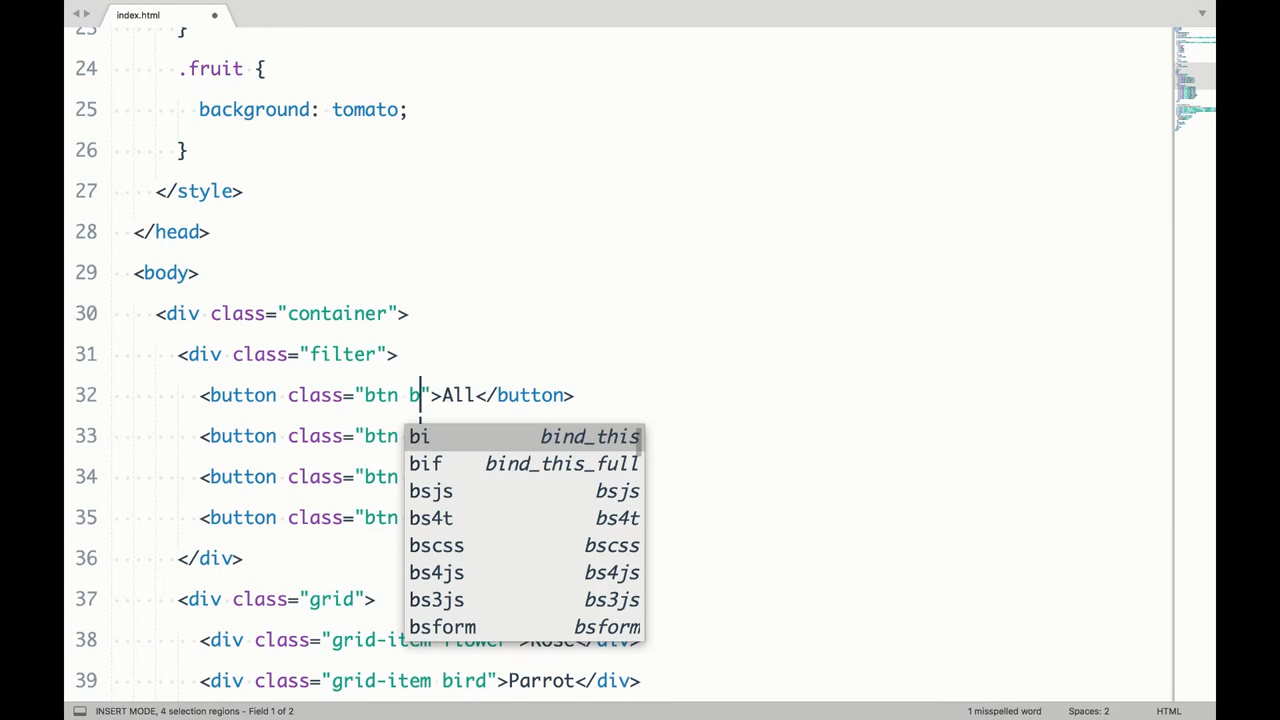 index.html
23 }
24 .fruit {
25 background: tomato;
26 }
27 </style>
28 </head>
29 <body>
30 <div class="container">
31 <div class="filter">
32 <button class="btn b">All</button>
33 <button class="btn
34 <button class="btn
35 <button class="btn
bi bind_this
bif bind_this_full
bsjs bsjs
bs4t bs4t
bscss bscss
bs4js bs4js
bs3js bs3js
bsform bsform
36 </div>
37 <div class="grid">
38 <div class="grid-item flower">Rose</div>
39 <div class="grid-item bird">Parrot</div>
INSERT MODE, 4 selection regions - Field 1 of 2
1 misspelled word
Spaces: 2
HTML